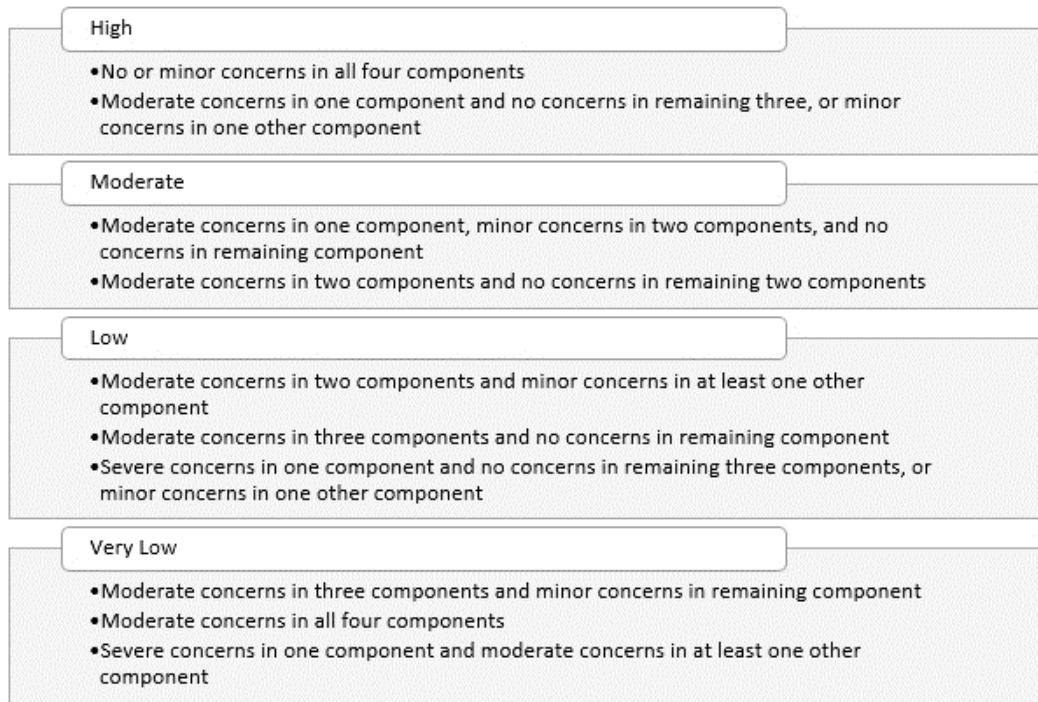 High
•No or minor concerns in all four components
•Moderate concerns in one component and no concerns in remaining three, or minor
concerns in one other component
Moderate
•Moderate concerns in one component, minor concerns in two components, and no
concerns in remaining component
•Moderate concerns in two components and no concerns in remaining two components
Low
•Moderate concerns in two components and minor concerns in at least one other
component
•Moderate concerns in three components and no concerns in remaining component
•Severe concerns in one component and no concerns in remaining three components, or
minor concerns in one other component
Very Low
•Moderate concerns in three components and minor concerns in remaining component
•Moderate concerns in all four components
•Severe concerns in one component and moderate concerns in at least one other
component